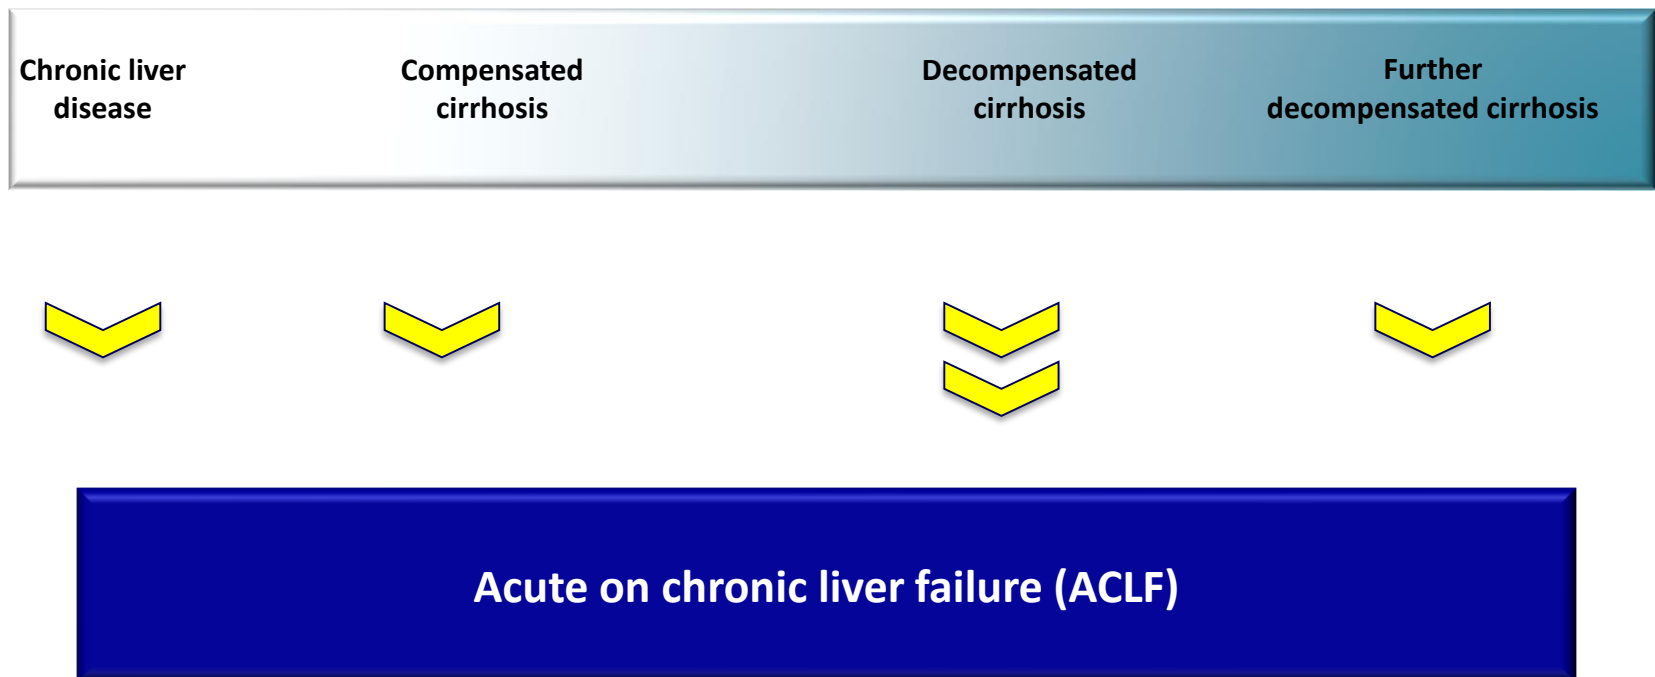 Chronic liver
disease
Compensated
cirrhosis
Decompensated
cirrhosis
Further
decompensated cirrhosis
Acute on chronic liver failure (ACLF)